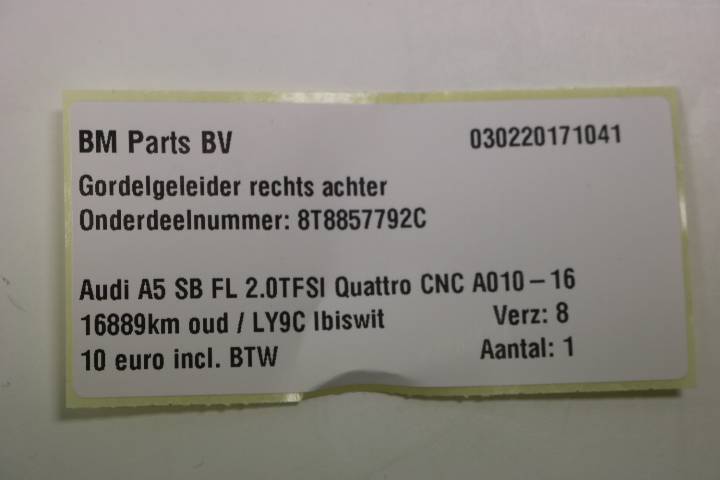 BM Parts BV 030220171041
Gordelgeleider rechts achter
Onderdeelnummer: 8T8857792C
Audi A5 SB FL 2.0TFSI Quattro CNC A010-16
16889km oud / LY9C Ibiswit Verz: 8
10 euro incl. BTW Aantal: 1